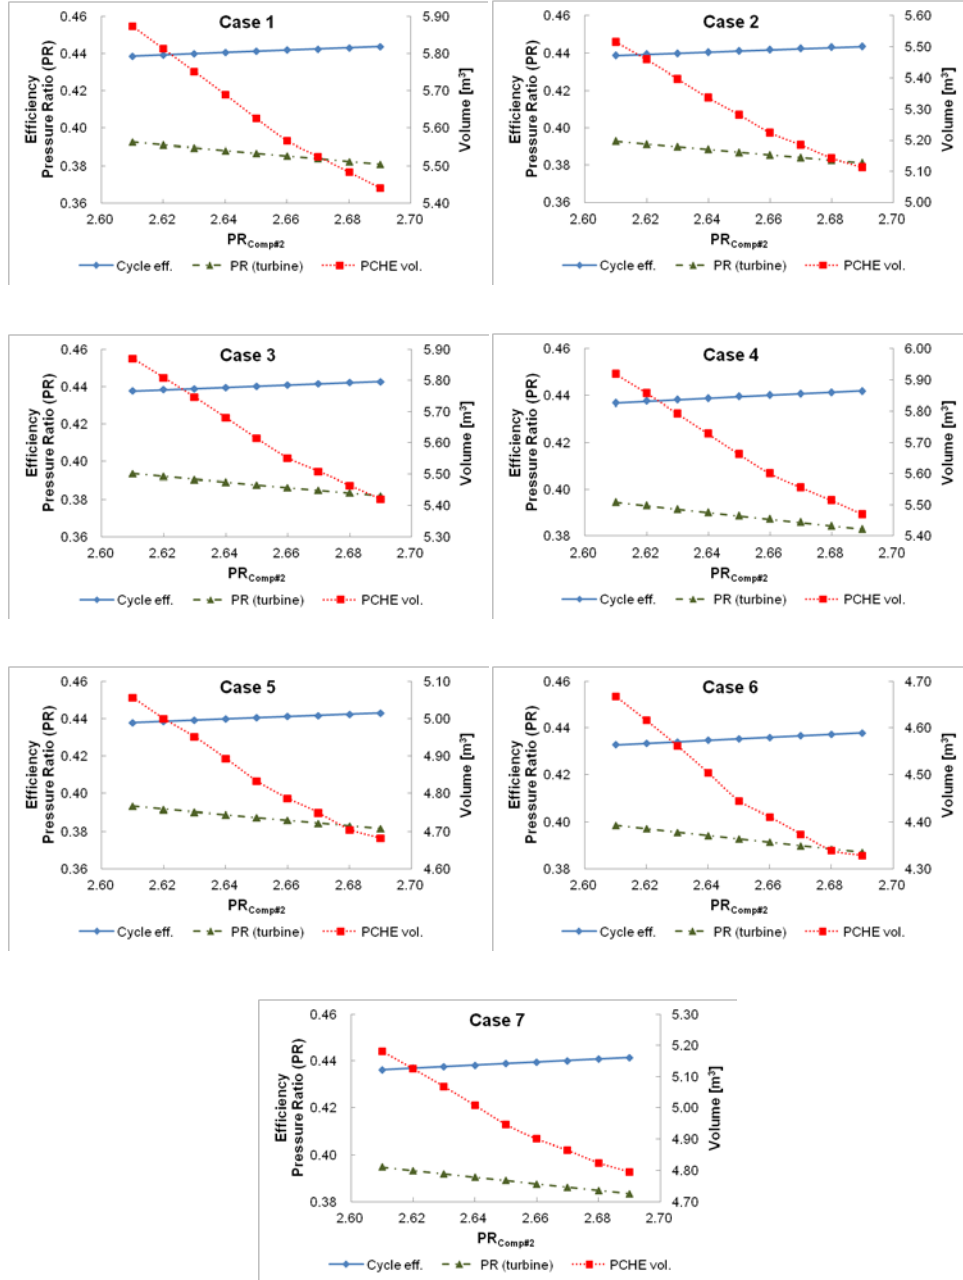 Case 1
Efficiency
Pressure Ratio (PR)
0.46
0.44
0.42
0.40
0.38
0.36
5.90
5.80
5.70
5.60
5.50
5.40
Volume [m³]
2.60 2.62 2.64 2.66 2.68 2.70
PR Comp#2
Cycle eff. PR (turbine) PCHE vol.
Case 2
Efficiency
Pressure Ratio (PR)
0.46
0.44
0.42
0.40
0.38
0.36
5.60
5.50
5.40
5.30
5.20
5.10
5.00
Volume [m³]
2.60 2.62 2.64 2.66 2.68 2.70
PR Comp#2
Cycle eff. PR (turbine) PCHE vol.
Case 3
Efficiency
Pressure Ratio (PR)
0.46
0.44
0.42
0.40
0.38
0.36
5.90
5.80
5.70
5.60
5.50
5.40
5.30
Volume [m³]
2.60 2.62 2.64 2.66 2.68 2.70
PR Comp#2
Cycle eff. PR (turbine) PCHE vol.
Case 4
Efficiency
Pressure Ratio (PR)
0.46
0.44
0.42
0.40
0.38
6.00
5.90
5.80
5.70
5.60
5.50
5.40
Volume [m³]
2.60 2.62 2.64 2.66 2.68 2.70
PR Comp#2
Cycle eff. PR (turbine) PCHE vol.
Case 5
Efficiency
Pressure Ratio (PR)
0.46
0.44
0.42
0.40
0.38
0.36
5.10
5.00
4.90
4.80
4.70
4.60
Volume [m³]
2.60 2.62 2.64 2.66 2.68 2.70
PR Comp#2
Cycle eff. PR (turbine) PCHE vol.
Case 6
Efficiency
Pressure Ratio (PR)
0.46
0.44
0.42
0.40
0.38
4.70
4.60
4.50
4.40
4.30
Volume [m³]
2.60 2.62 2.64 2.66 2.68 2.70
PR Comp#2
Cycle eff. PR (turbine) PCHE vol.
Case 7
Efficiency
Pressure Ratio (PR)
0.46
0.44
0.42
0.40
0.38
5.30
5.20
5.10
5.00
4.90
4.80
4.70
Volume [m³]
2.60 2.62 2.64 2.66 2.68 2.70
PR Comp#2
Cycle eff. PR (turbine) PCHE vol.